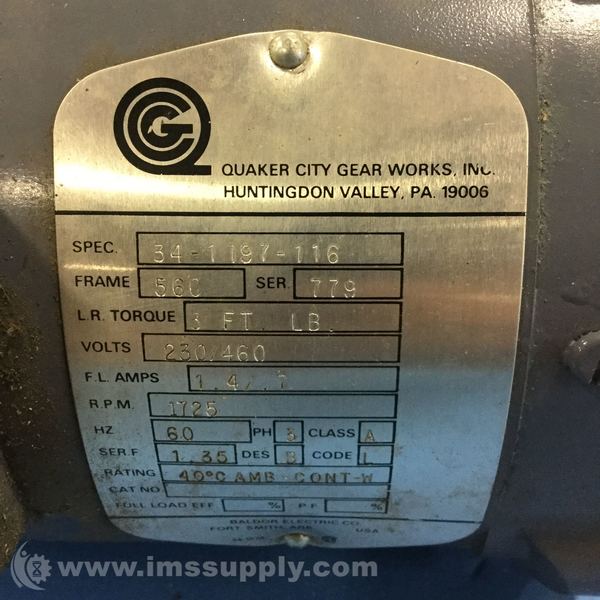 QCG
QUAKER CITY GEAR WORKS, INC.
HUNTINGDON VALLEY, PA. 19006
SPEC. 34-1197-116
FRAME 56C SER. 779
L.R. TORQUE 3 FT. LB.
VOLTS 230/460
F.L. AMPS 1.4/.7
R.P.M. 1725
HZ 60 PH 3 CLASS A
SER.F 1.35 DES B CODE L
RATING 40°C AMB-CONT-W
CAT NO
FULL LOAD EFF % P.F. %
BALDOR ELECTRIC CO.
FORT SMITH, ARK. USA
www.imssupply.com